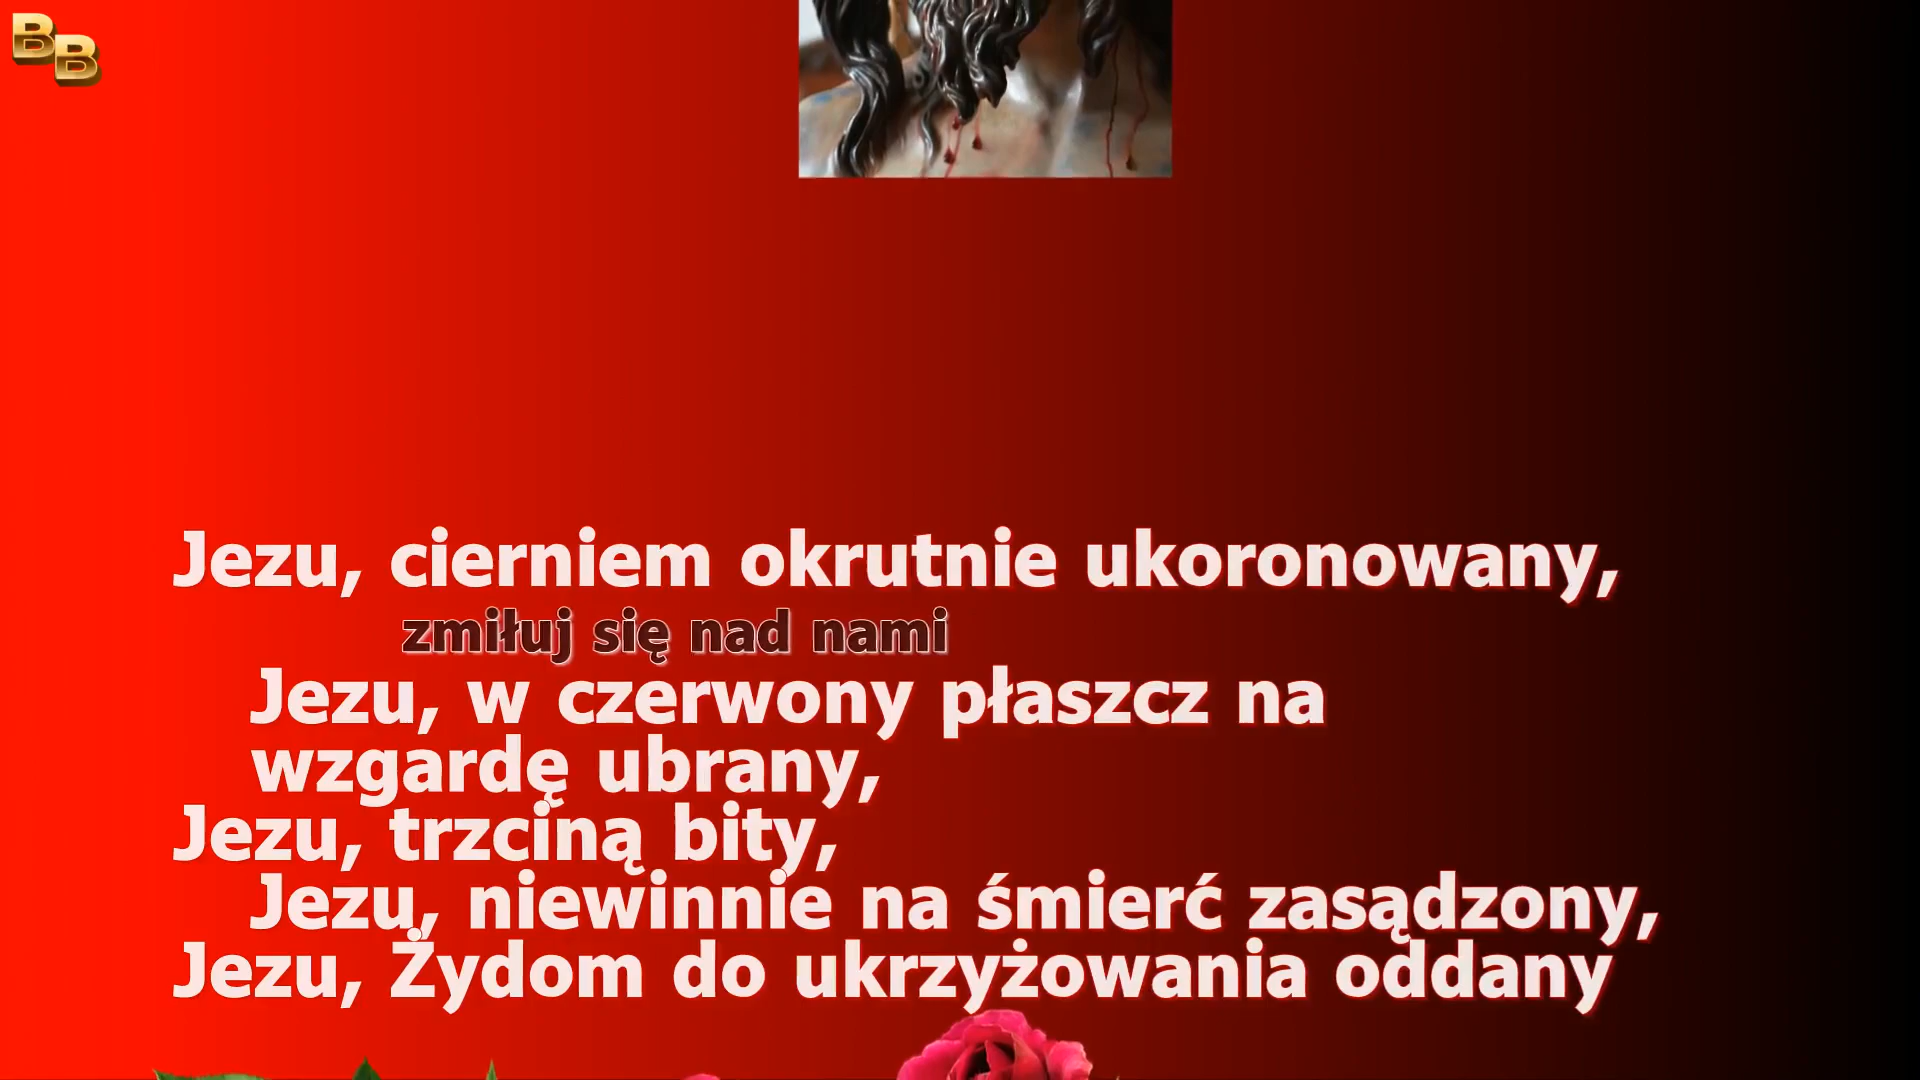 BB
Jezu, cierniem okrutnie ukoronowany,
zmiłuj się nad nami
Jezu, w czerwony płaszcz na
wzgardę ubrany,
Jezu, trzciną bity,
Jezu, niewinnie na śmierć zasądzony,
Jezu, Żydom do ukrzyżowania oddany